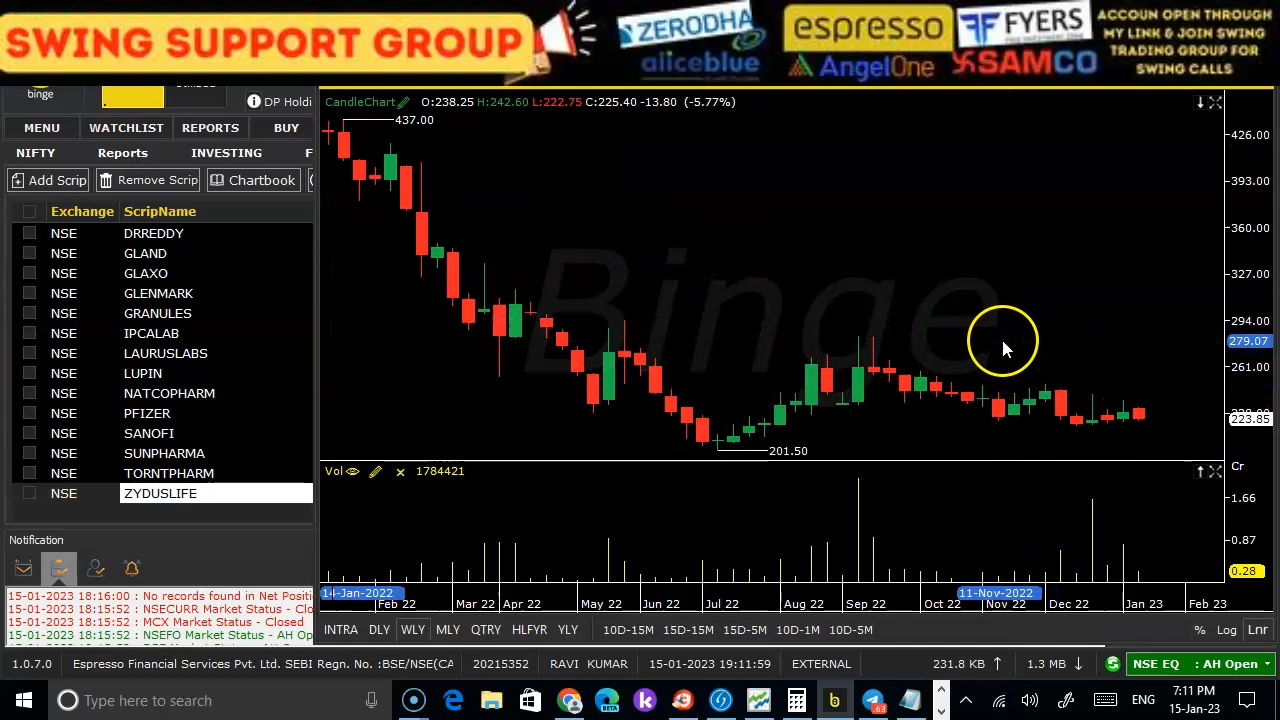 SWING SUPPORT GROUP
ZERODHA
aliceblue
espresso
AngelOne
FYERS
SAMCO
ACCOUN OPEN THROUGH
MY LINK & JOIN SWING
TRADING GROUP FOR
SWING CALLS
binge
DP Holdi
MENU WATCHLIST REPORTS BUY
NIFTY Reports INVESTING F
Add Scrip Remove Scrip Chartbook
Exchange ScripName
NSE DRREDDY
NSE GLAND
NSE GLAXO
NSE GLENMARK
NSE GRANULES
NSE IPCALAB
NSE LAURUSLABS
NSE LUPIN
NSE NATCOPHARM
NSE PFIZER
NSE SANOFI
NSE SUNPHARMA
NSE TORNTPHARM
NSE ZYDUSLIFE
Notification
15-01-2023 18:16:00 : No records found in Net Positi
15-01-2023 18:15:52 : NSECURR Market Status - Clo
15-01-2023 18:15:52 : MCX Market Status - Closed
15-01-2023 18:15:52 : NSEFO Market Status - AH Op
CandleChart O:238.25 H:242.60 L:222.75 C:225.40 -13.80 (-5.77%)
437.00
Binge
201.50
426.00
393.00
360.00
327.00
294.00
279.07
261.00
223.85
Vol x 1784421
Cr
1.66
0.87
0.28
14-Jan-2022 11-Nov-2022
Feb 22 Mar 22 Apr 22 May 22 Jun 22 Jul 22 Aug 22 Sep 22 Oct 22 Nov 22 Dec 22 Jan 23 Feb 23
INTRA DLY WLY MLY QTRY HLFYR YLY 10D-15M 15D-15M 15D-5M 10D-1M 10D-5M % Log Lnr
1.0.7.0 Espresso Financial Services Pvt. Ltd. SEBI Regn. No. :BSE/NSE(CA 20215352 RAVI KUMAR 15-01-2023 19:11:59 EXTERNAL 231.8 KB 1.3 MB NSE EQ : AH Open
Type here to search
63
ENG
7:11 PM
15-Jan-23